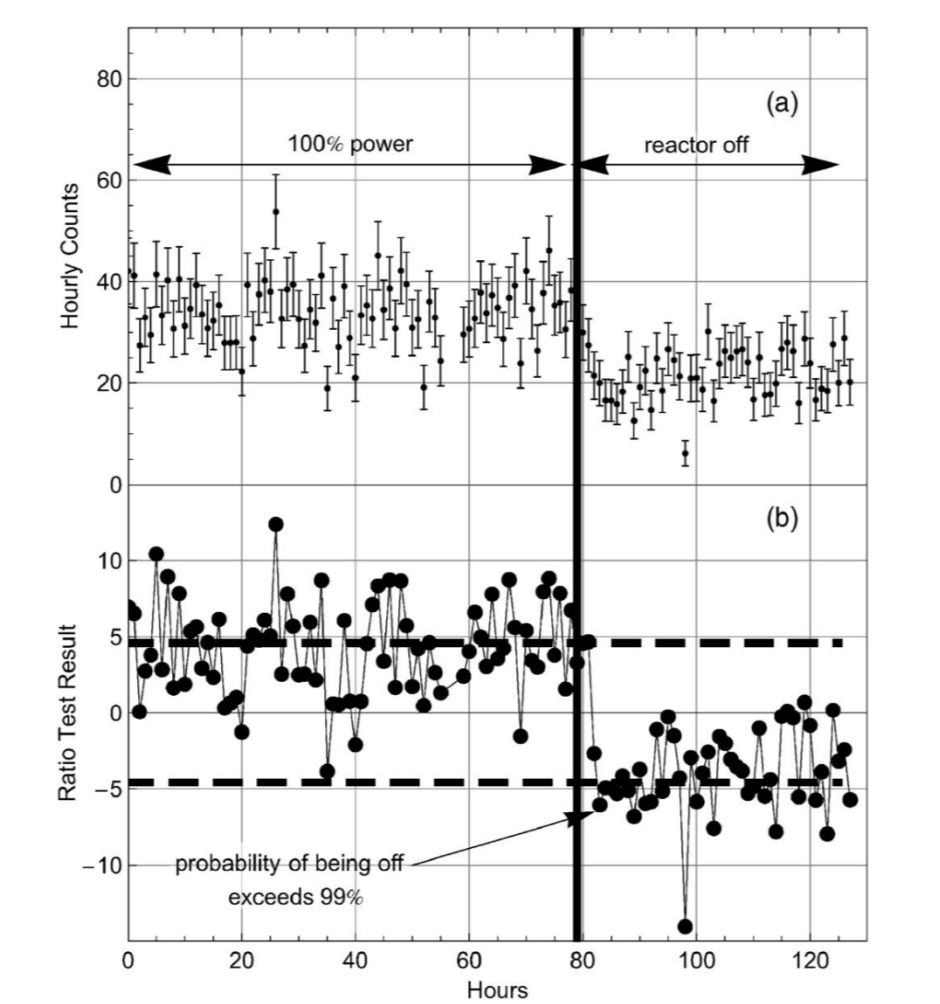 80
(a)
100% power
reactor off
60
Hourly Counts
40
20
0
(b)
10
5
Ratio Test Result
0
−5
probability of being off
−10
exceeds 99%
0 20 40 60 80 100 120
Hours